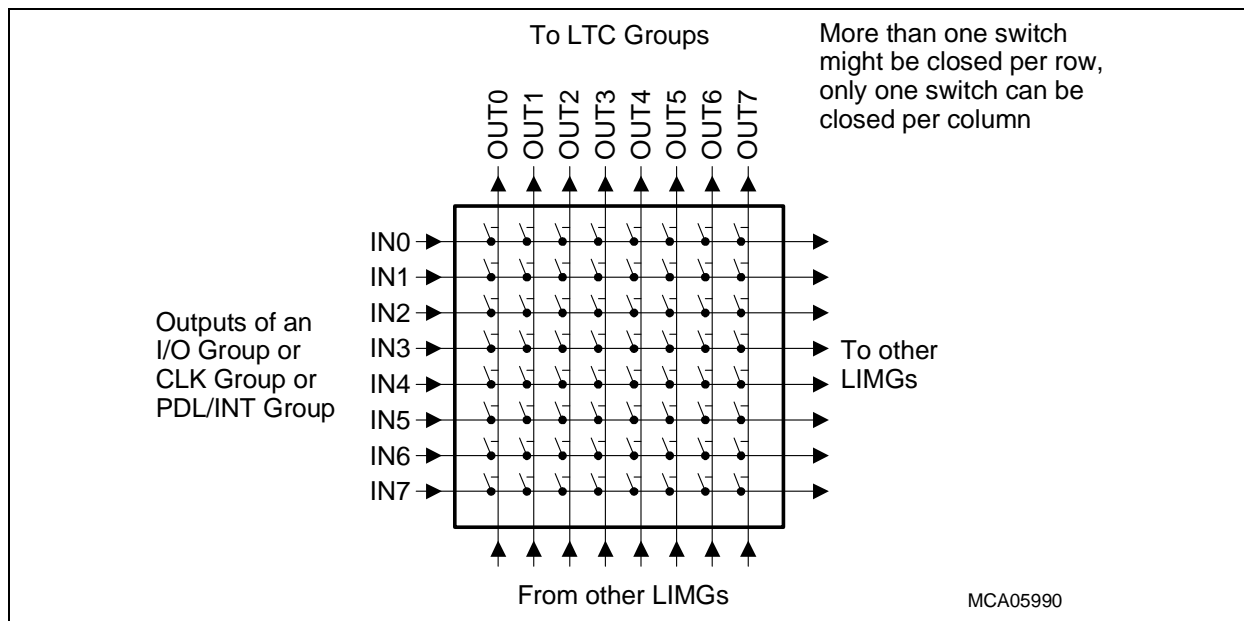 To LTC Groups
More than one switch
might be closed per row,
only one switch can be
closed per column
OUT0
OUT1
OUT2
OUT3
OUT4
OUT5
OUT6
OUT7
IN0
IN1
IN2
IN3
IN4
IN5
IN6
IN7
Outputs of an
I/O Group or
CLK Group or
PDL/INT Group
To other
LIMGs
From other LIMGs
MCA05990